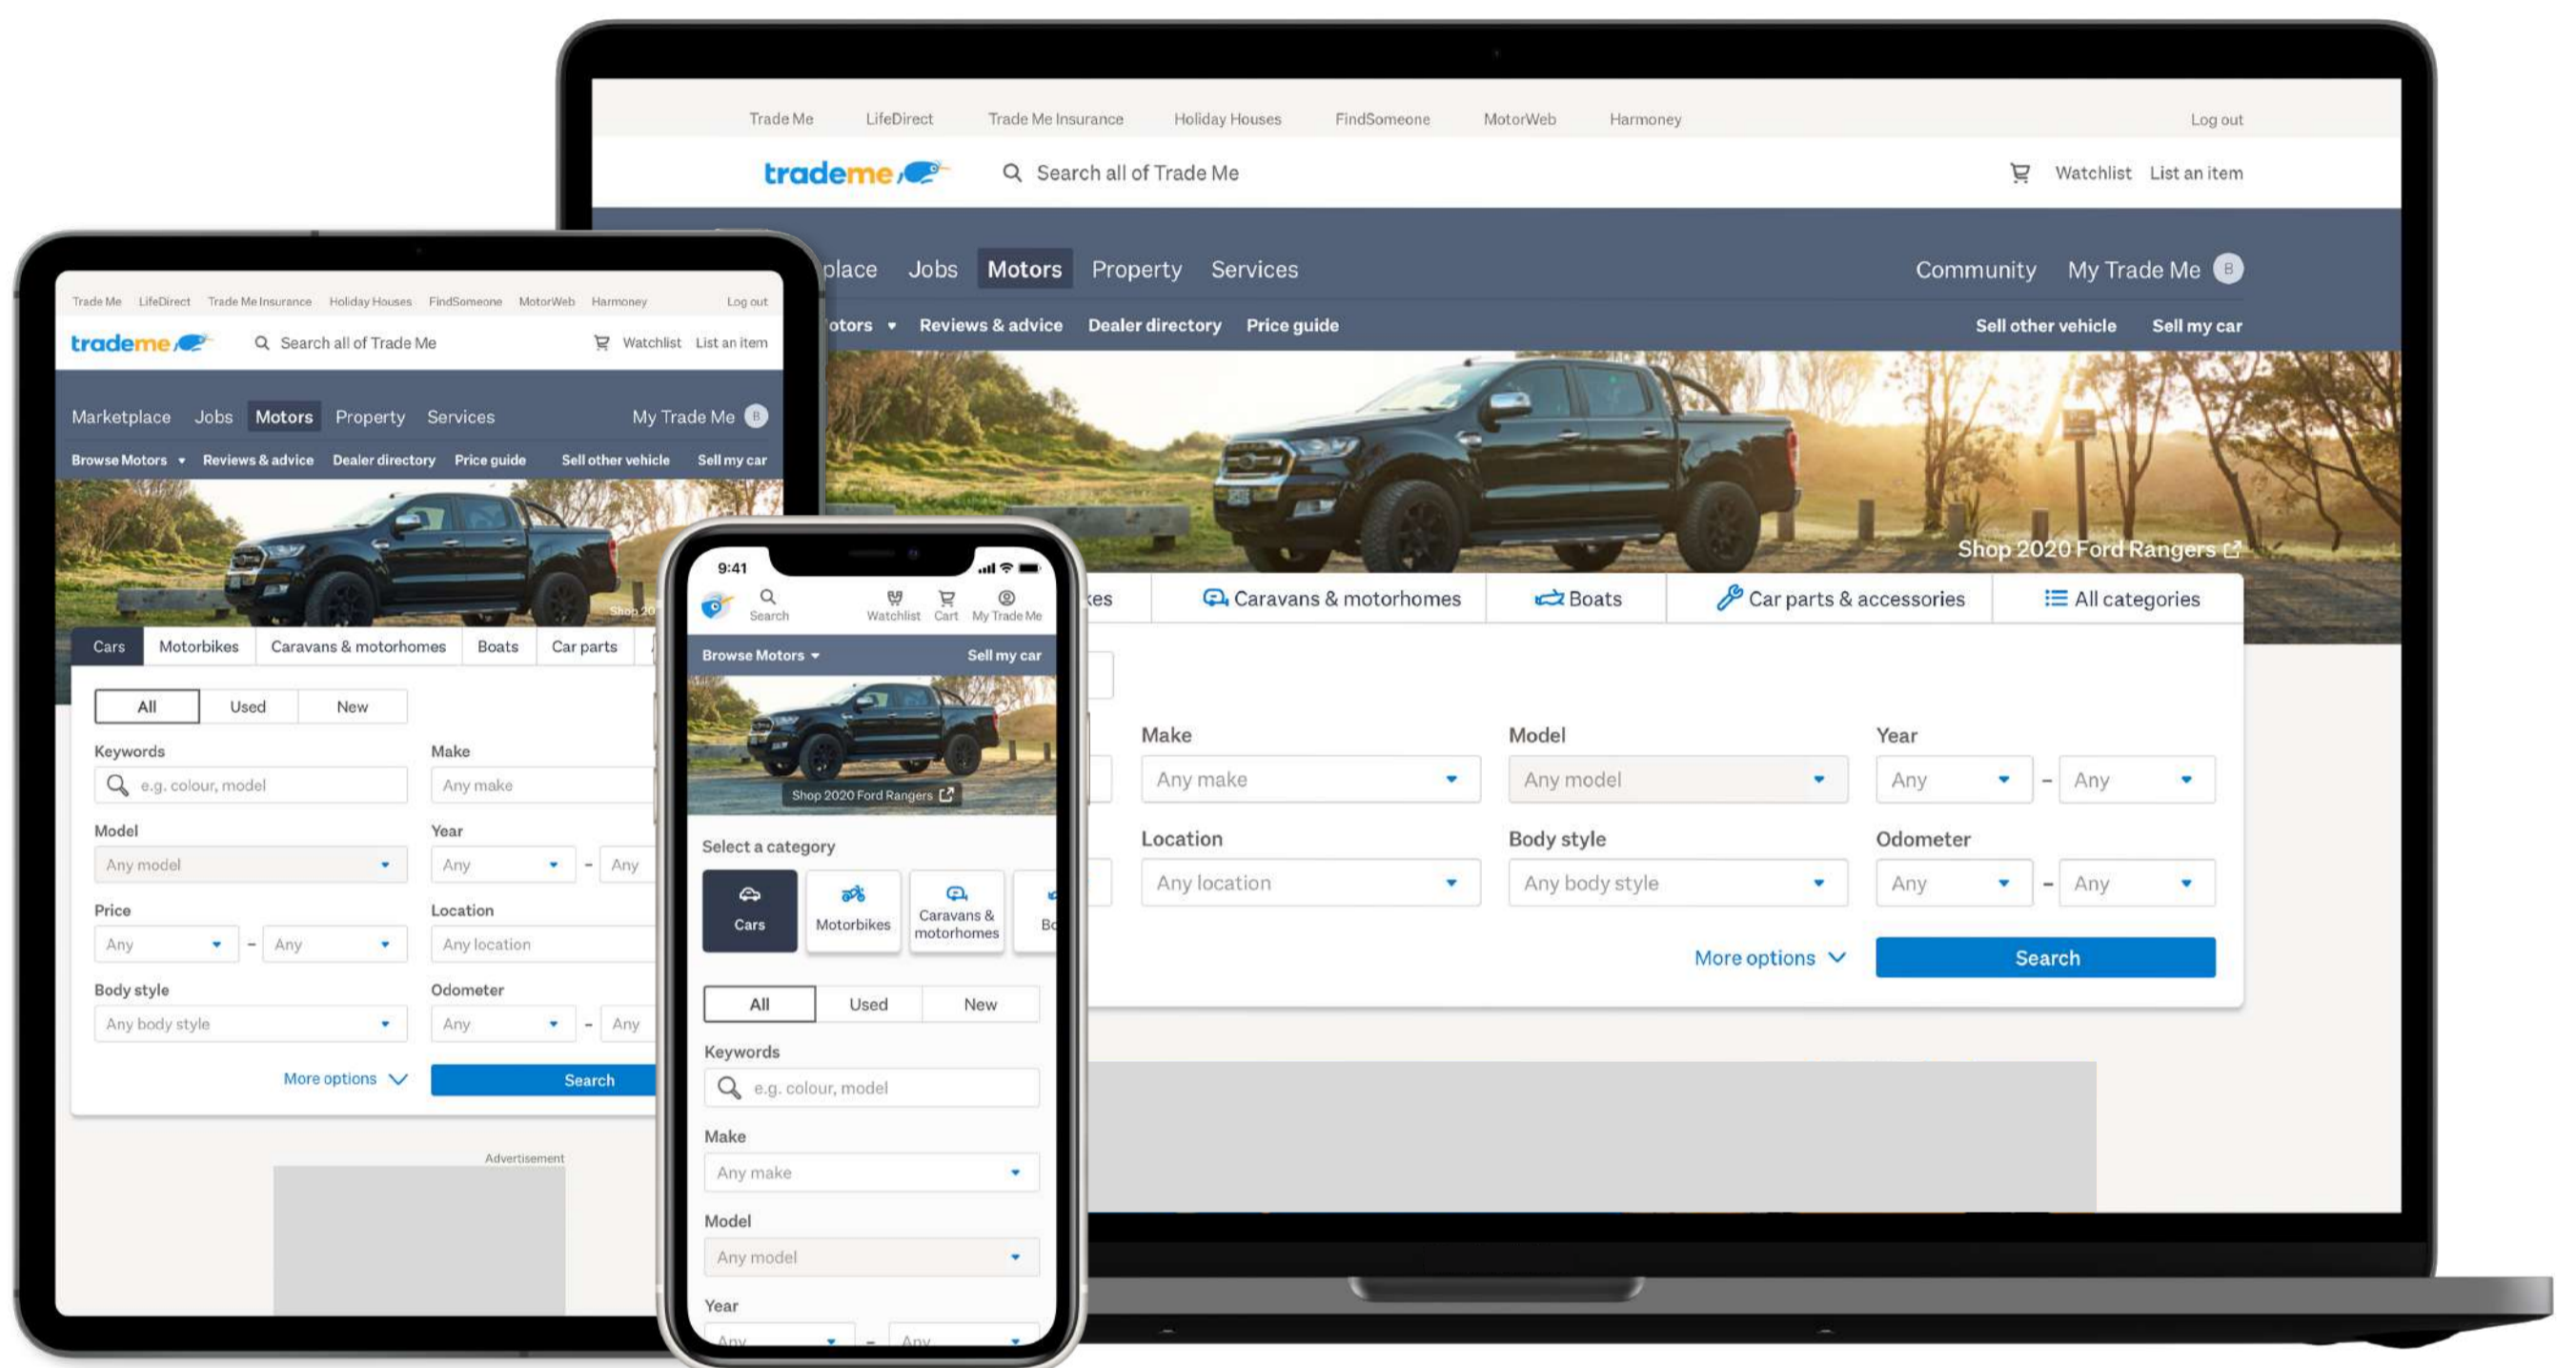 Trade Me LifeDirect Trade Me Insurance Holiday Houses FindSomeone MotorWeb Harmoney Log out
trademe Search all of Trade Me Watchlist List an item
Jobs Motors Property Services Community My Trade Me B
Reviews & advice Dealer directory Price guide Sell other vehicle Sell my car
Shop 2020 Ford Rangers
Caravans & motorhomes Boats Car parts & accessories All categories
Make Model Year
Any make Any model Any – Any
Location Body style Odometer
Any location Any body style Any – Any
More options Search
Trade Me LifeDirect Trade Me Insurance Holiday Houses FindSomeone MotorWeb Harmoney Log out
trademe Search all of Trade Me Watchlist List an item
Marketplace Jobs Motors Property Services My Trade Me B
Browse Motors Reviews & advice Dealer directory Price guide Sell other vehicle Sell my car
Shop 20
Cars Motorbikes Caravans & motorhomes Boats Car parts
All Used New
Keywords Make
e.g. colour, model Any make
Model Year
Any model Any – Any
Price Location
Any – Any Any location
Body style Odometer
Any body style Any – Any
More options Search
Advertisement
9:41
Search Watchlist Cart My Trade Me
Browse Motors Sell my car
Shop 2020 Ford Rangers
Select a category
Cars Motorbikes Caravans &
motorhomes
All Used New
Keywords
e.g. colour, model
Make
Any make
Model
Any model
Year
Any – Any